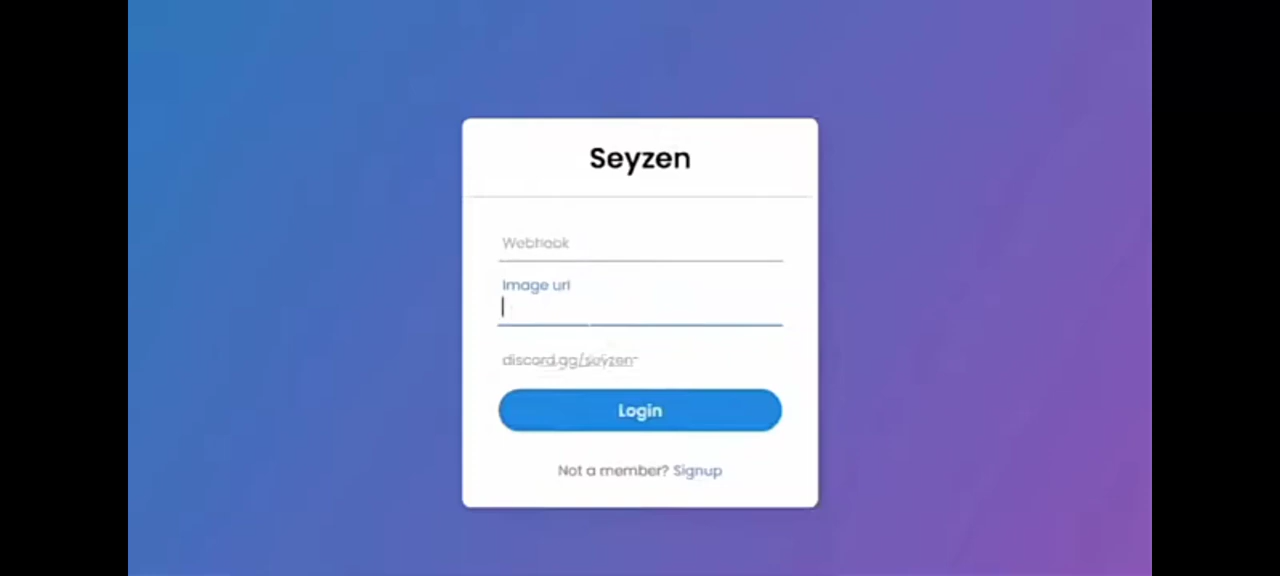 Seyzen
Webhook
Image url
discord.gg/seyzen
Login
Not a member? Signup